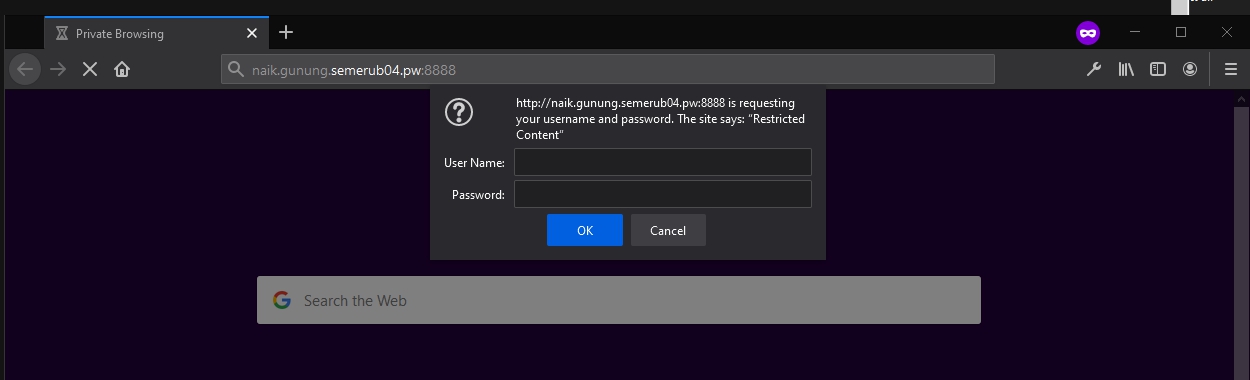 Private Browsing
naik.gunung.semerub04.pw:8888
http://naik.gunung.semerub04.pw:8888 is requesting
your username and password. The site says: “Restricted
Content”
User Name:
Password:
OK Cancel
Search the Web